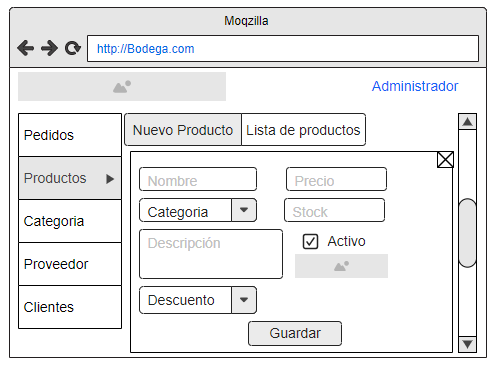 Moqzilla
http://Bodega.com
Administrador
Pedidos
Productos
Categoria
Proveedor
Clientes
Nuevo Producto
Lista de productos
Nombre
Precio
Categoria
Stock
Descripción
Activo
Descuento
Guardar